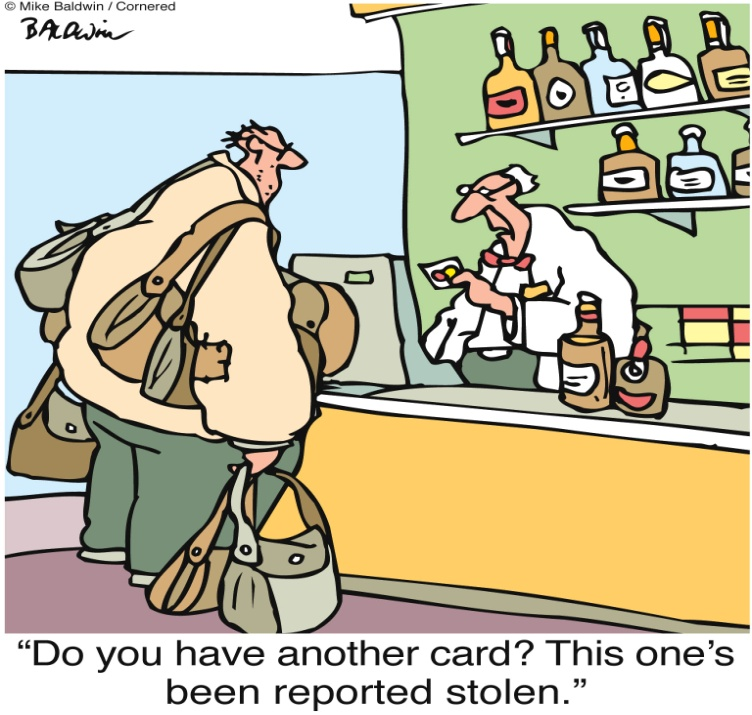 © Mike Baldwin / Cornered
BALDWin
“Do you have another card? This one’s
been reported stolen.”